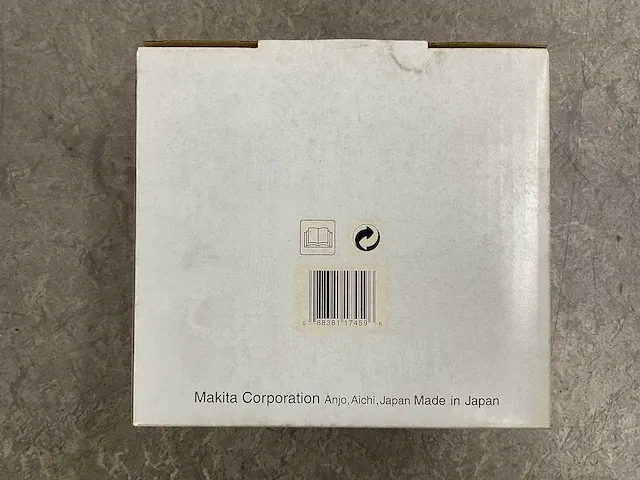 0 88381 17459 6
Makita Corporation Anjo, Aichi, Japan Made in Japan